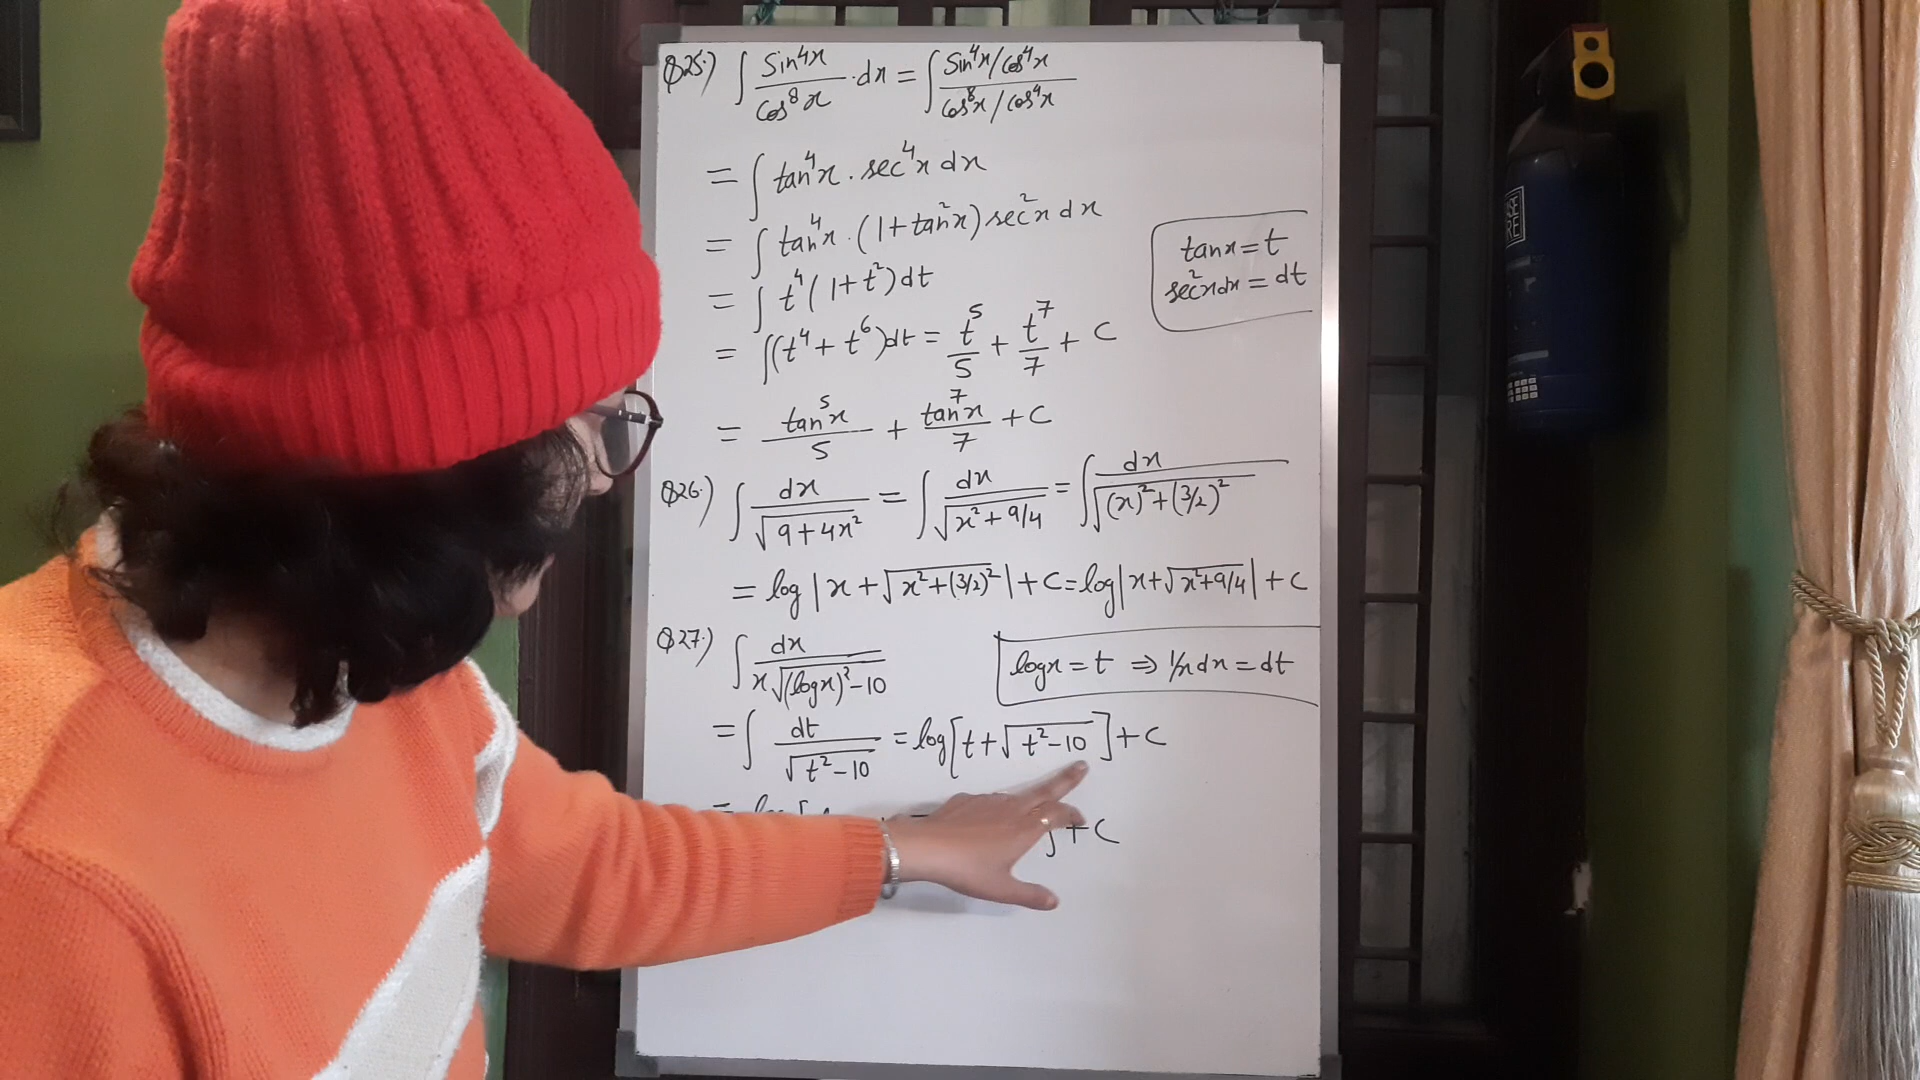 Q25.) ∫ Sin⁴x / Cos⁸x · dx = ∫ (Sin⁴x / cos⁴x) / (cos⁸x / cos⁴x)
= ∫ tan⁴x . sec⁴x dx
= ∫ tan⁴x . (1 + tan²x) sec²x dx
tanx = t
sec²x dx = dt
= ∫ t⁴ (1 + t²) dt
= ∫ (t⁴ + t⁶) dt = t⁵/5 + t⁷/7 + C
= tan⁵x / 5 + tan⁷x / 7 + C
Q26.) ∫ dx / √(9 + 4x²) = ∫ dx / √(x² + 9/4) = ∫ dx / √((x)² + (3/2)²)
= log | x + √(x² + (3/2)²) | + C = log | x + √(x² + 9/4) | + C
Q27.) ∫ dx / x√((logx)² − 10)
logx = t ⇒ 1/x dx = dt
= ∫ dt / √(t² − 10) = log [ t + √(t² − 10) ] + C
= ] + C